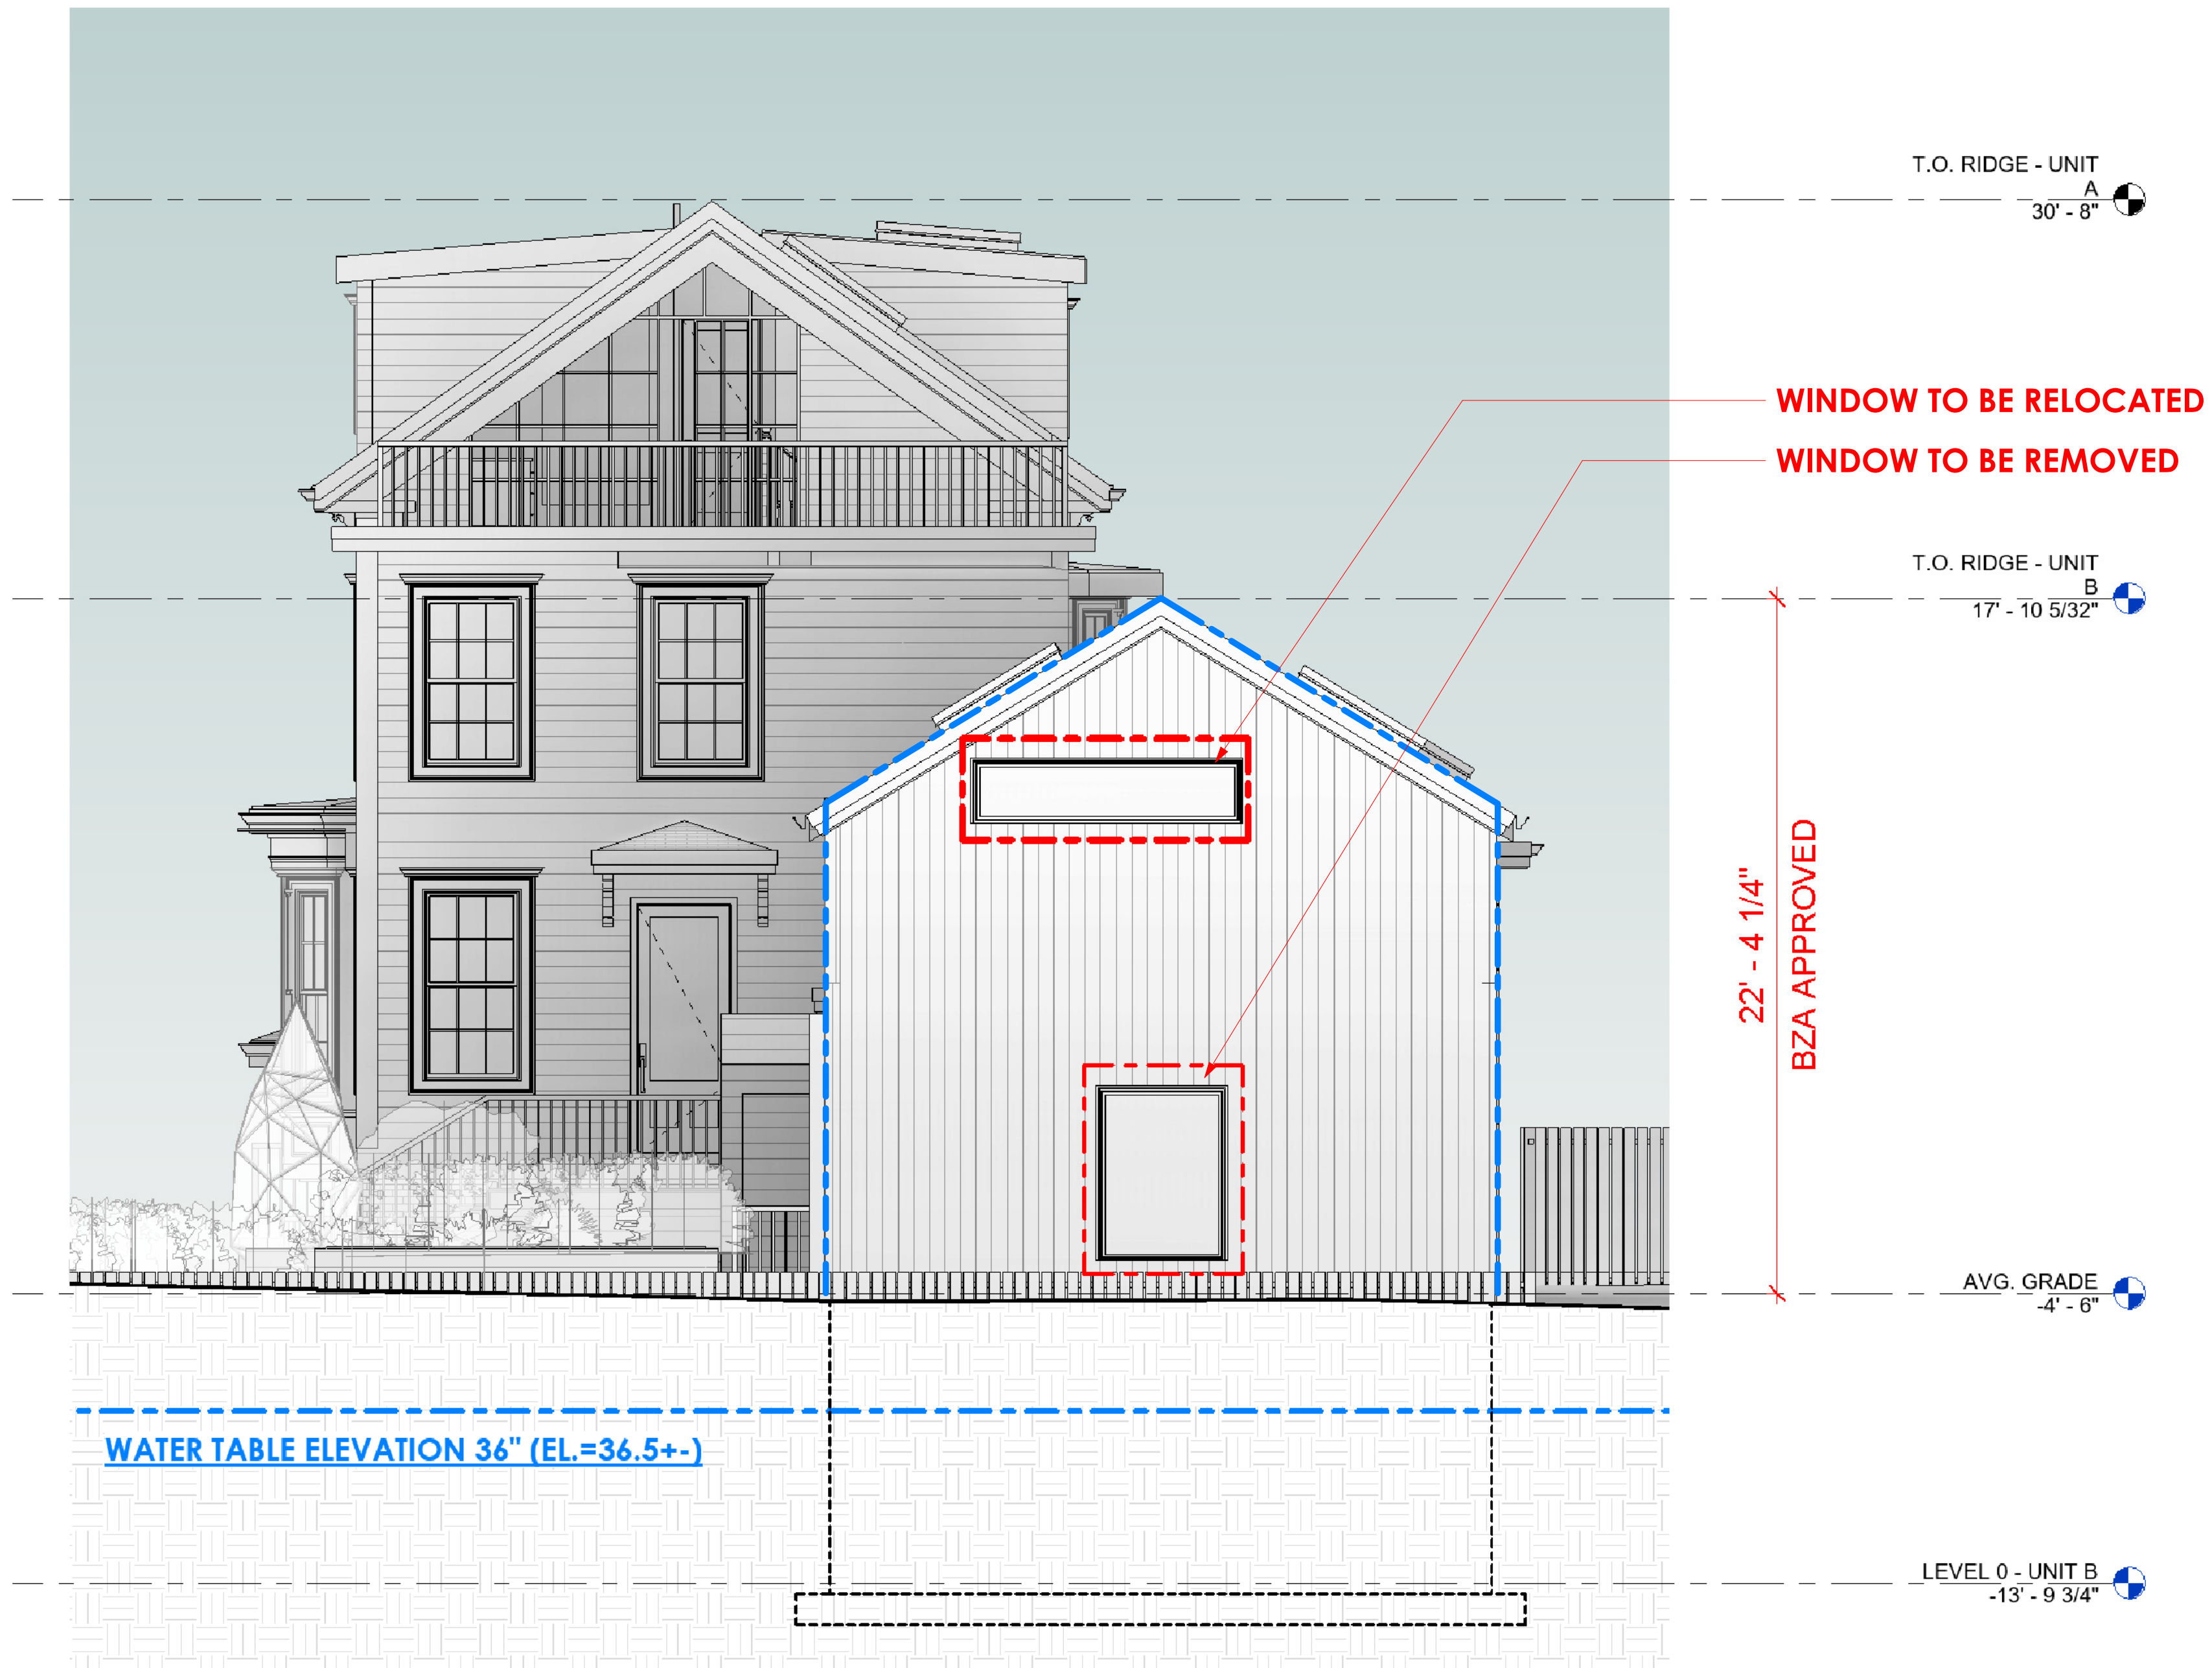 T.O. RIDGE - UNIT
A
30' - 8"
WINDOW TO BE RELOCATED
WINDOW TO BE REMOVED
T.O. RIDGE - UNIT
B
17' - 10 5/32"
22' - 4 1/4"
BZA APPROVED
AVG. GRADE
-4' - 6"
WATER TABLE ELEVATION 36" (EL.=36.5+-)
LEVEL 0 - UNIT B
-13' - 9 3/4"